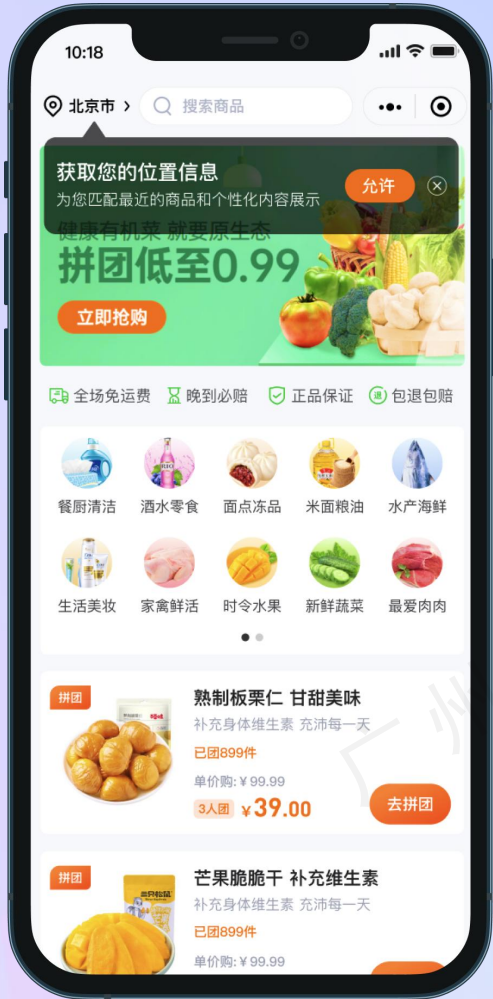 10:18
北京市
搜索商品
获取您的位置信息
为您匹配最近的商品和个性化内容展示
允许
健康有机菜 就要原生态
拼团低至0.99
立即抢购
全场免运费 晚到必赔 正品保证 退 包退包赔
餐厨清洁 酒水零食 面点冻品 米面粮油 水产海鲜
生活美妆 家禽鲜活 时令水果 新鲜蔬菜 最爱肉肉
拼团
熟制板栗仁 甘甜美味
补充身体维生素 充沛每一天
已团899件
单价购: ¥ 99.99
3人团 ¥39.00
去拼团
广州
拼团
芒果脆脆干 补充维生素
补充身体维生素 充沛每一天
已团899件
单价购: ¥ 99.99